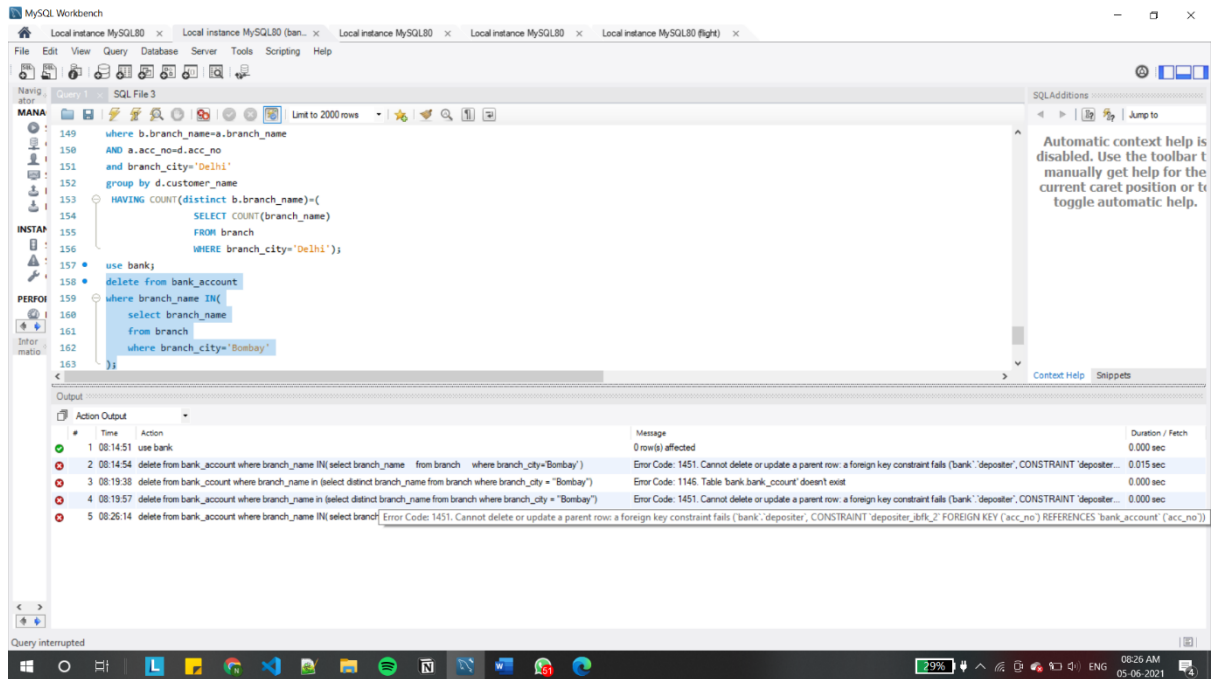 MySQL Workbench
Local instance MySQL80 × Local instance MySQL80 (ban... × Local instance MySQL80 × Local instance MySQL80 × Local instance MySQL80 (flight) ×
File Edit View Query Database Server Tools Scripting Help
Navig
ator
Query 1 × SQL File 3
SQLAdditions
MANA
Limit to 2000 rows
Jump to
149 where b.branch_name=a.branch_name
150 AND a.acc_no=d.acc_no
151 and branch_city='Delhi'
152 group by d.customer_name
153 HAVING COUNT(distinct b.branch_name)=(
154 SELECT COUNT(branch_name)
155 FROM branch
156 WHERE branch_city='Delhi');
157 use bank;
158 delete from bank_account
159 where branch_name IN(
160 select branch_name
161 from branch
162 where branch_city='Bombay'
163 );
INSTAN
PERFOI
Infor
matio
Automatic context help is
disabled. Use the toolbar t
manually get help for the
current caret position or t
toggle automatic help.
Context Help Snippets
Output
Action Output
# Time Action Message Duration / Fetch
1 08:14:51 use bank 0 row(s) affected 0.000 sec
2 08:14:54 delete from bank_account where branch_name IN( select branch_name from branch where branch_city='Bombay' ) Error Code: 1451. Cannot delete or update a parent row: a foreign key constraint fails (`bank`.`depositer`, CONSTRAINT `depositer... 0.015 sec
3 08:19:38 delete from bank_ccount where branch_name in (select distinct branch_name from branch where branch_city = "Bombay") Error Code: 1146. Table 'bank.bank_ccount' doesn't exist 0.000 sec
4 08:19:57 delete from bank_account where branch_name in (select distinct branch_name from branch where branch_city = "Bombay") Error Code: 1451. Cannot delete or update a parent row: a foreign key constraint fails (`bank`.`depositer`, CONSTRAINT `depositer... 0.000 sec
5 08:26:14 delete from bank_account where branch_name IN( select branch Error Code: 1451. Cannot delete or update a parent row: a foreign key constraint fails (`bank`.`depositer`, CONSTRAINT `depositer_ibfk_2` FOREIGN KEY (`acc_no`) REFERENCES `bank_account` (`acc_no`))
Query interrupted
29% ENG 08:26 AM
05-06-2021